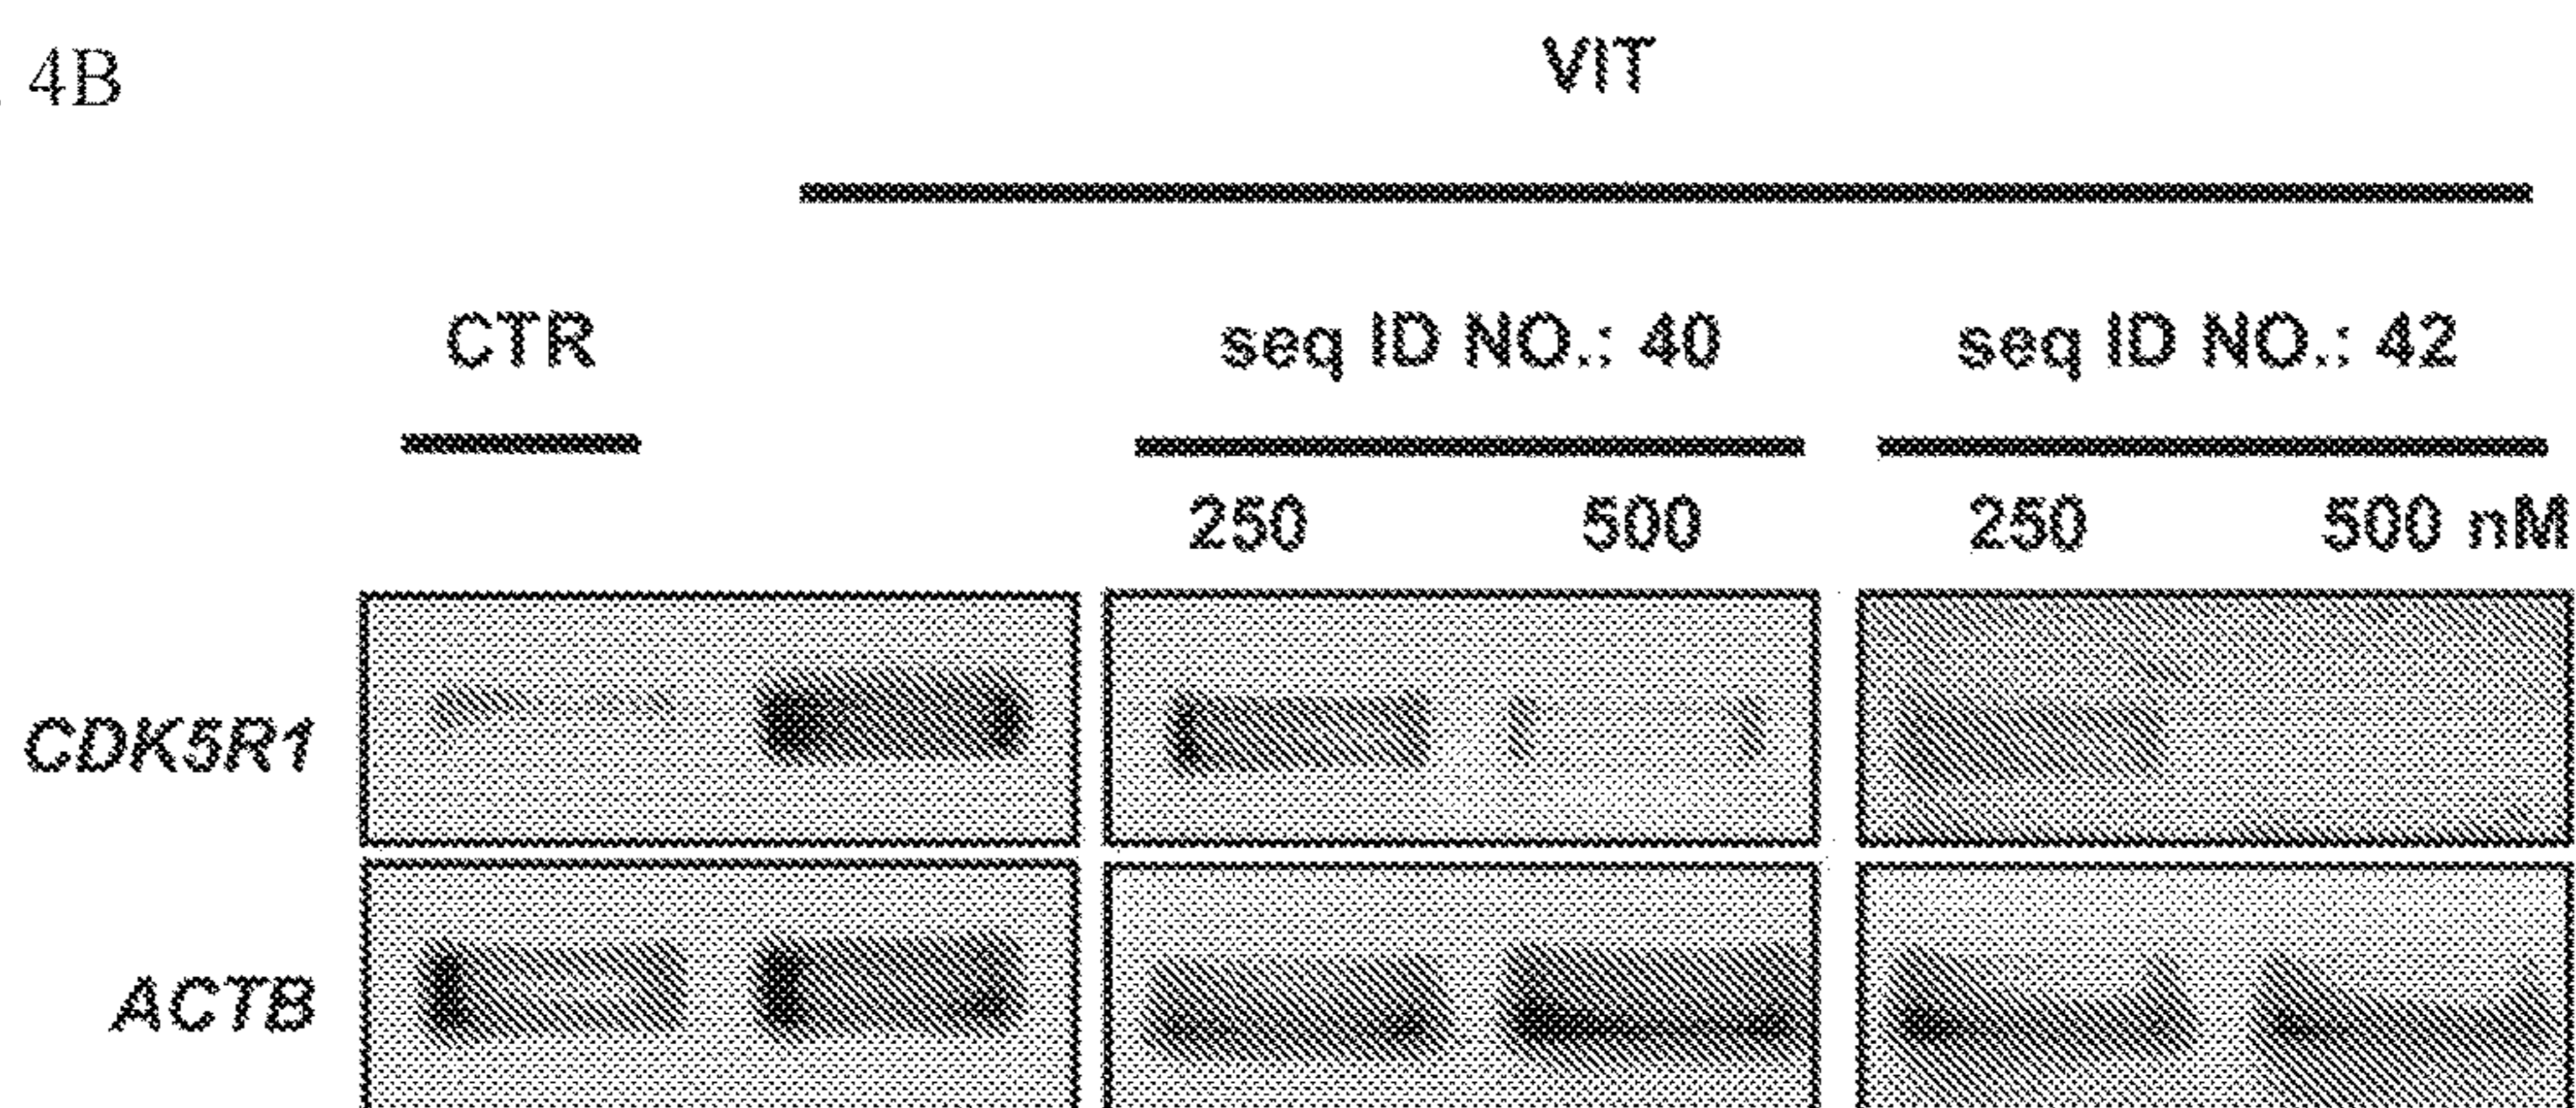 4B
VIT
CTR seq ID NO.: 40 seq ID NO.: 42
250 500 250 500 nM
CDK5R1
ACTB